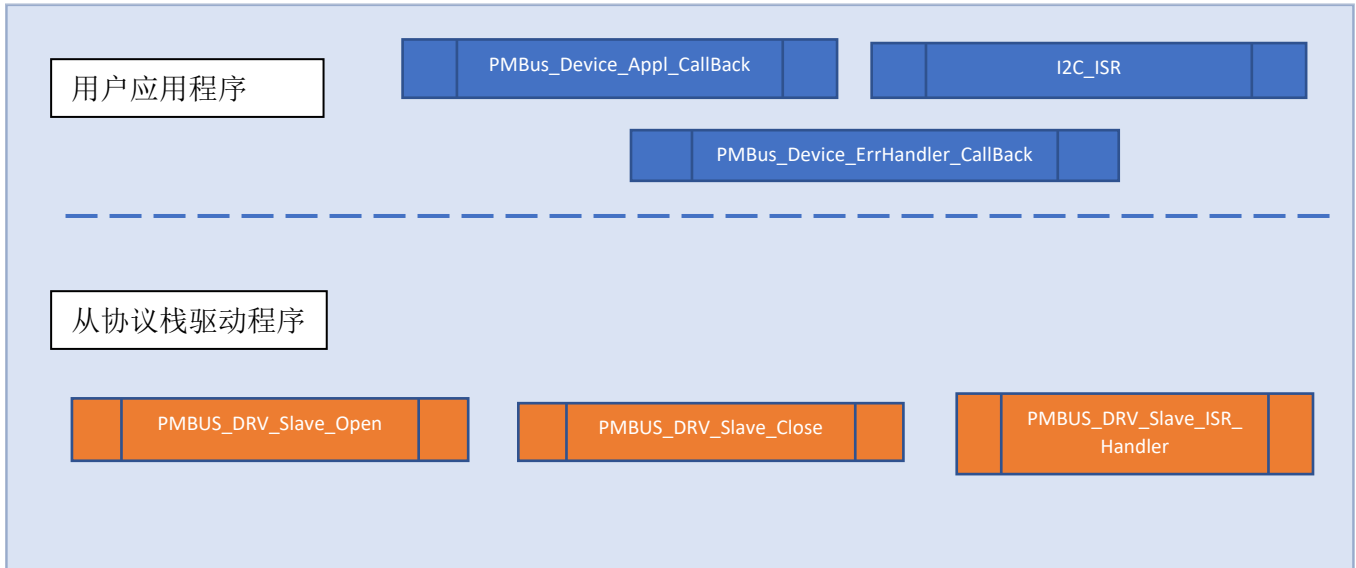 用户应用程序
PMBus_Device_Appl_CallBack
I2C_ISR
PMBus_Device_ErrHandler_CallBack
从协议栈驱动程序
PMBUS_DRV_Slave_Open
PMBUS_DRV_Slave_Close
PMBUS_DRV_Slave_ISR_
Handler